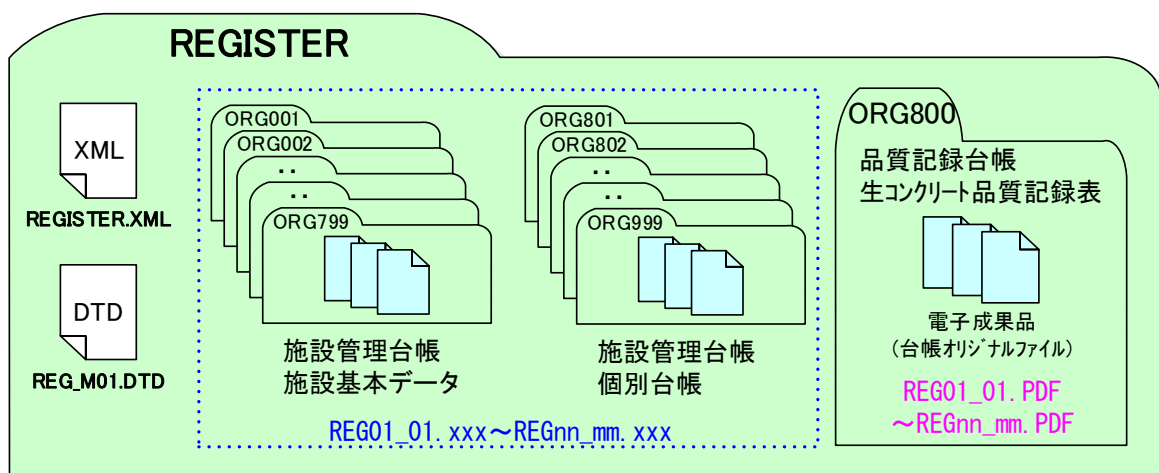 REGISTER
XML
REGISTER.XML
DTD
REG_M01.DTD
ORG001
ORG002
..
..
ORG799
施設管理台帳
施設基本データ
ORG801
ORG802
..
..
ORG999
施設管理台帳
個別台帳
REG01_01.xxx～REGnn_mm.xxx
ORG800
品質記録台帳
生コンクリート品質記録表
電子成果品
(台帳オリジナルファイル)
REG01_01.PDF
～REGnn_mm.PDF